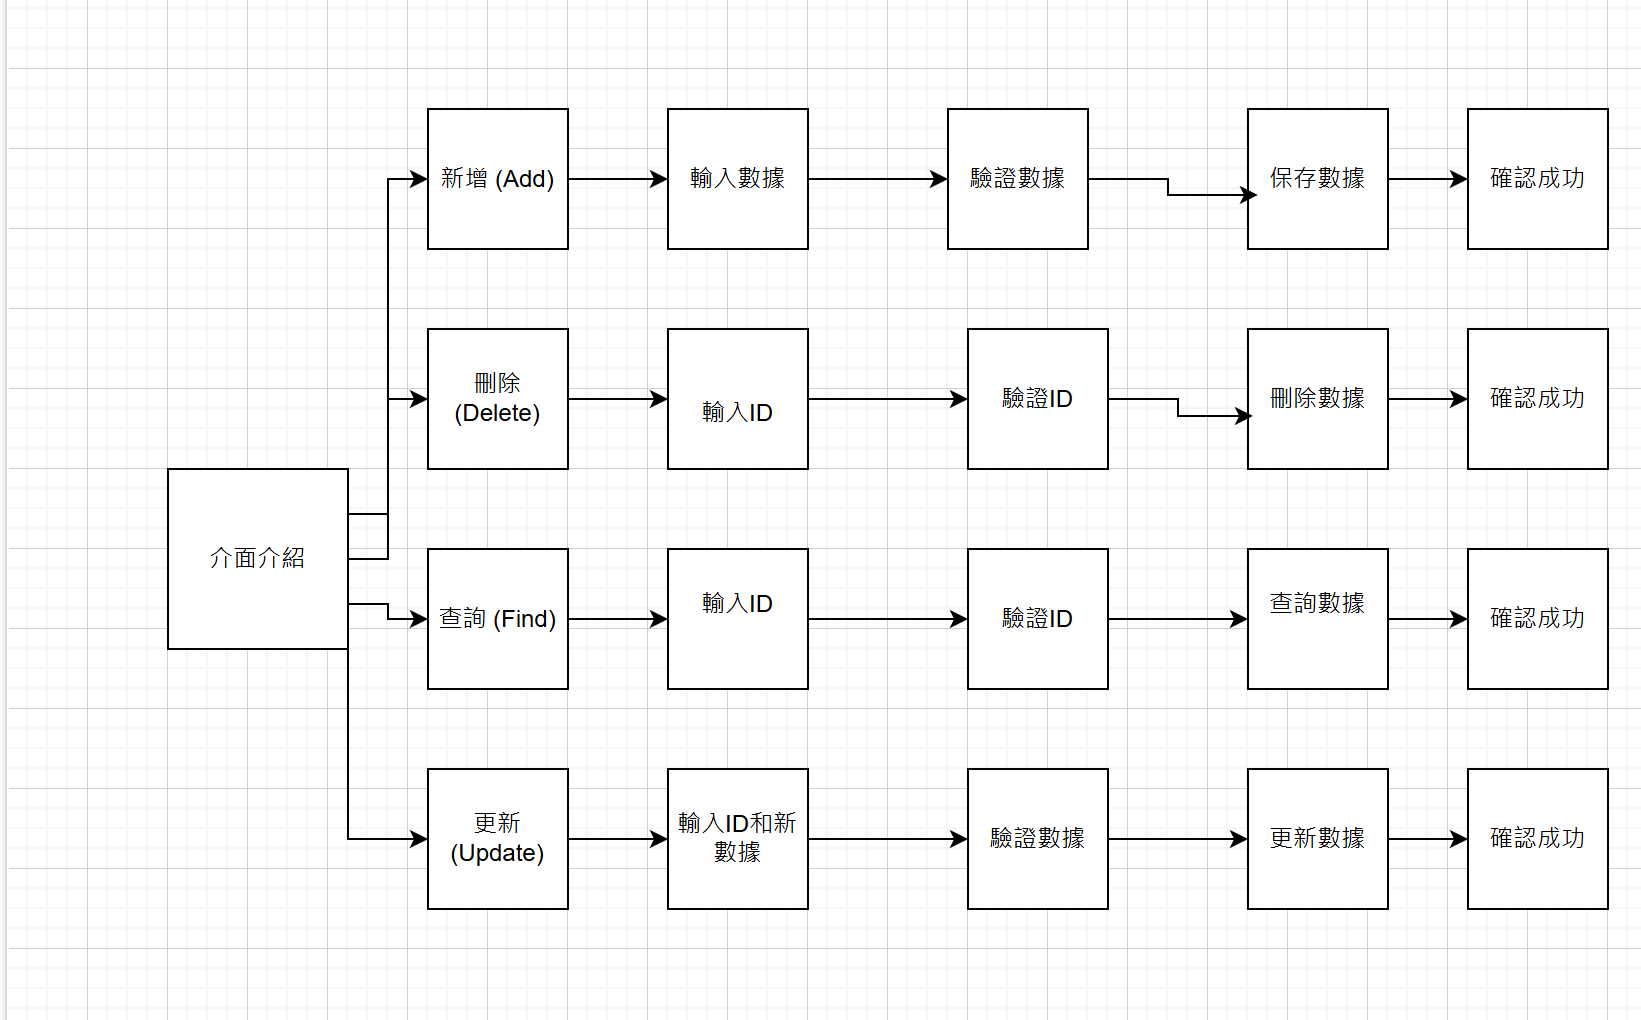 新增 (Add)
輸入數據
驗證數據
保存數據
確認成功
刪除
(Delete)
輸入ID
驗證ID
刪除數據
確認成功
介面介紹
查詢 (Find)
輸入ID
驗證ID
查詢數據
確認成功
更新
(Update)
輸入ID和新
數據
驗證數據
更新數據
確認成功